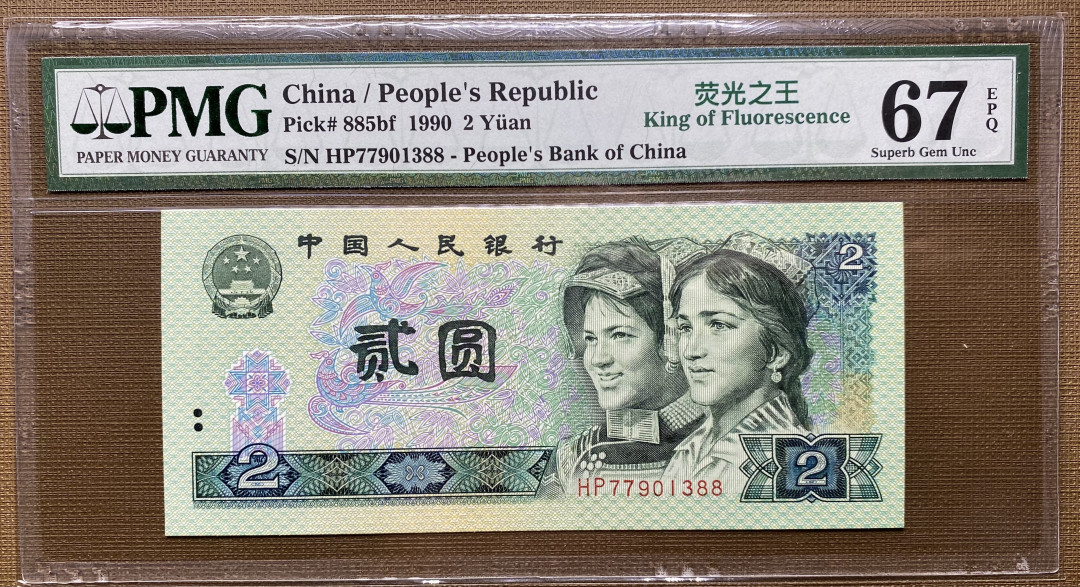 PMG
PAPER MONEY GUARANTY
China / People's Republic
Pick# 885bf 1990 2 Yüan
S/N HP77901388 - People's Bank of China
荧光之王
King of Fluorescence
67
EPQ
Superb Gem Unc
中国人民银行
2
贰圆
2
HP77901388
2